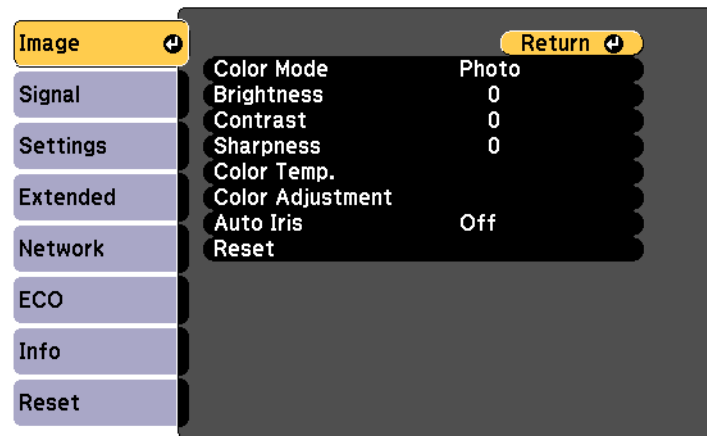 Image
Signal
Settings
Extended
Network
ECO
Info
Reset
Return
Color Mode Photo
Brightness 0
Contrast 0
Sharpness 0
Color Temp.
Color Adjustment
Auto Iris Off
Reset